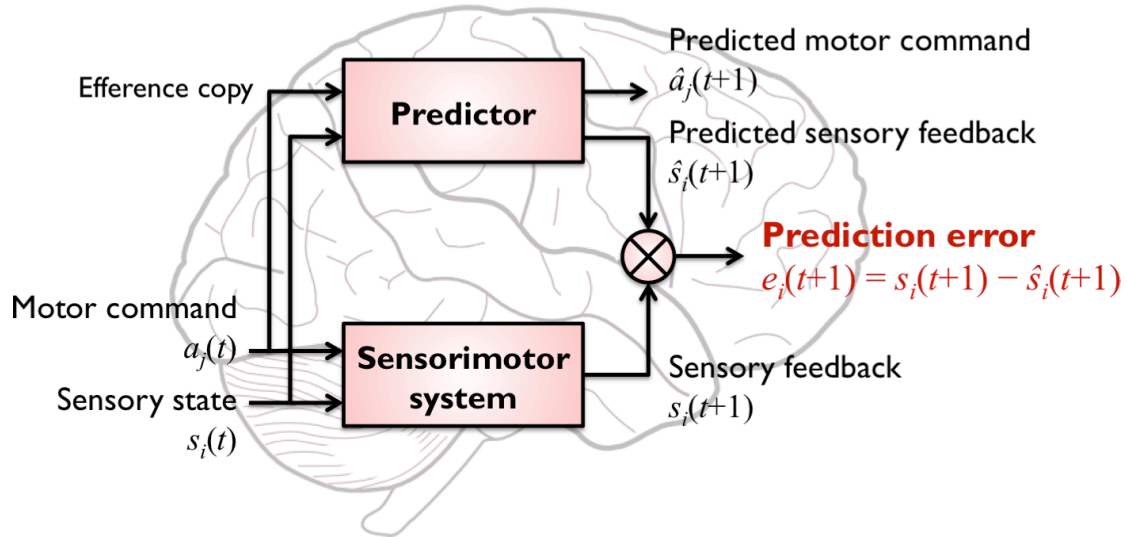 Predicted motor command
âⱼ(t+1)
Efference copy
Predictor
Predicted sensory feedback
ŝᵢ(t+1)
Prediction error
eᵢ(t+1) = sᵢ(t+1) − ŝᵢ(t+1)
Motor command
aⱼ(t)
Sensorimotor
system
Sensory feedback
sᵢ(t+1)
Sensory state
sᵢ(t)